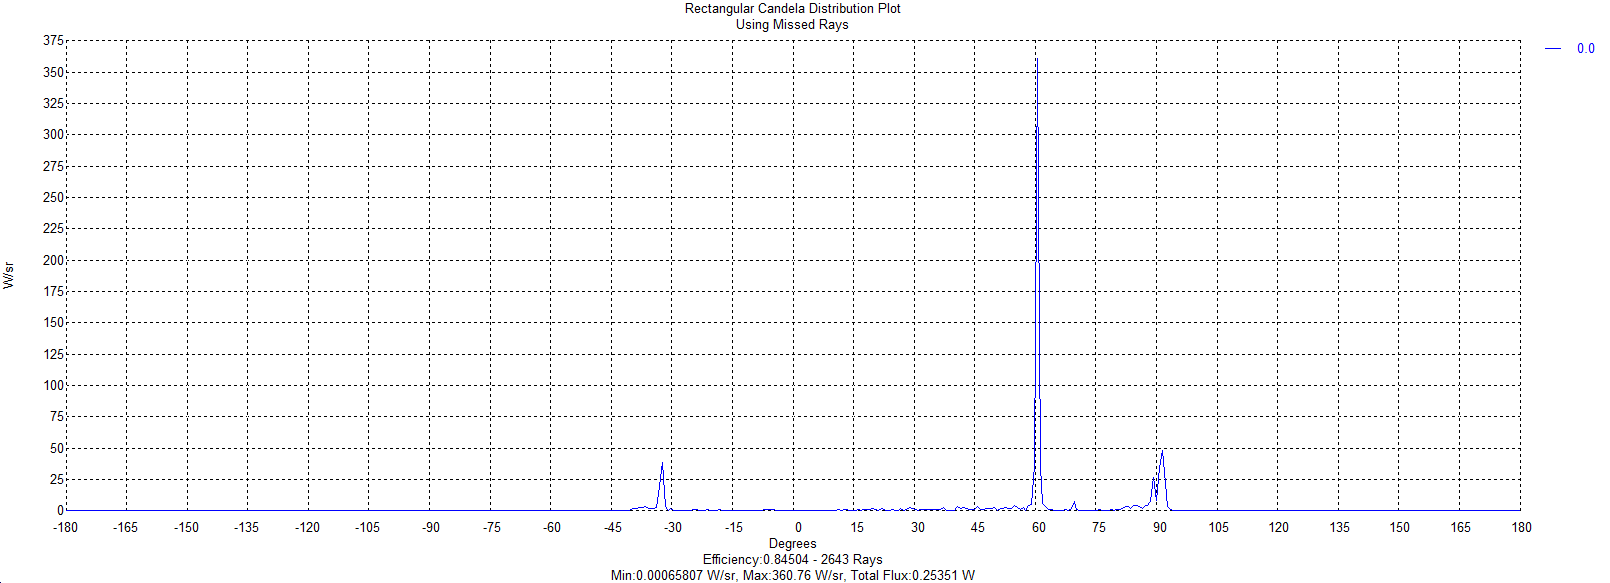 Rectangular Candela Distribution Plot
Using Missed Rays
375
350
325
300
275
250
225
200
175
150
125
100
75
50
25
0
W/sr
0.0
-180 -165 -150 -135 -120 -105 -90 -75 -60 -45 -30 -15 0 15 30 45 60 75 90 105 120 135 150 165 180
Degrees
Efficiency:0.84504 - 2643 Rays
Min:0.00065807 W/sr, Max:360.76 W/sr, Total Flux:0.25351 W